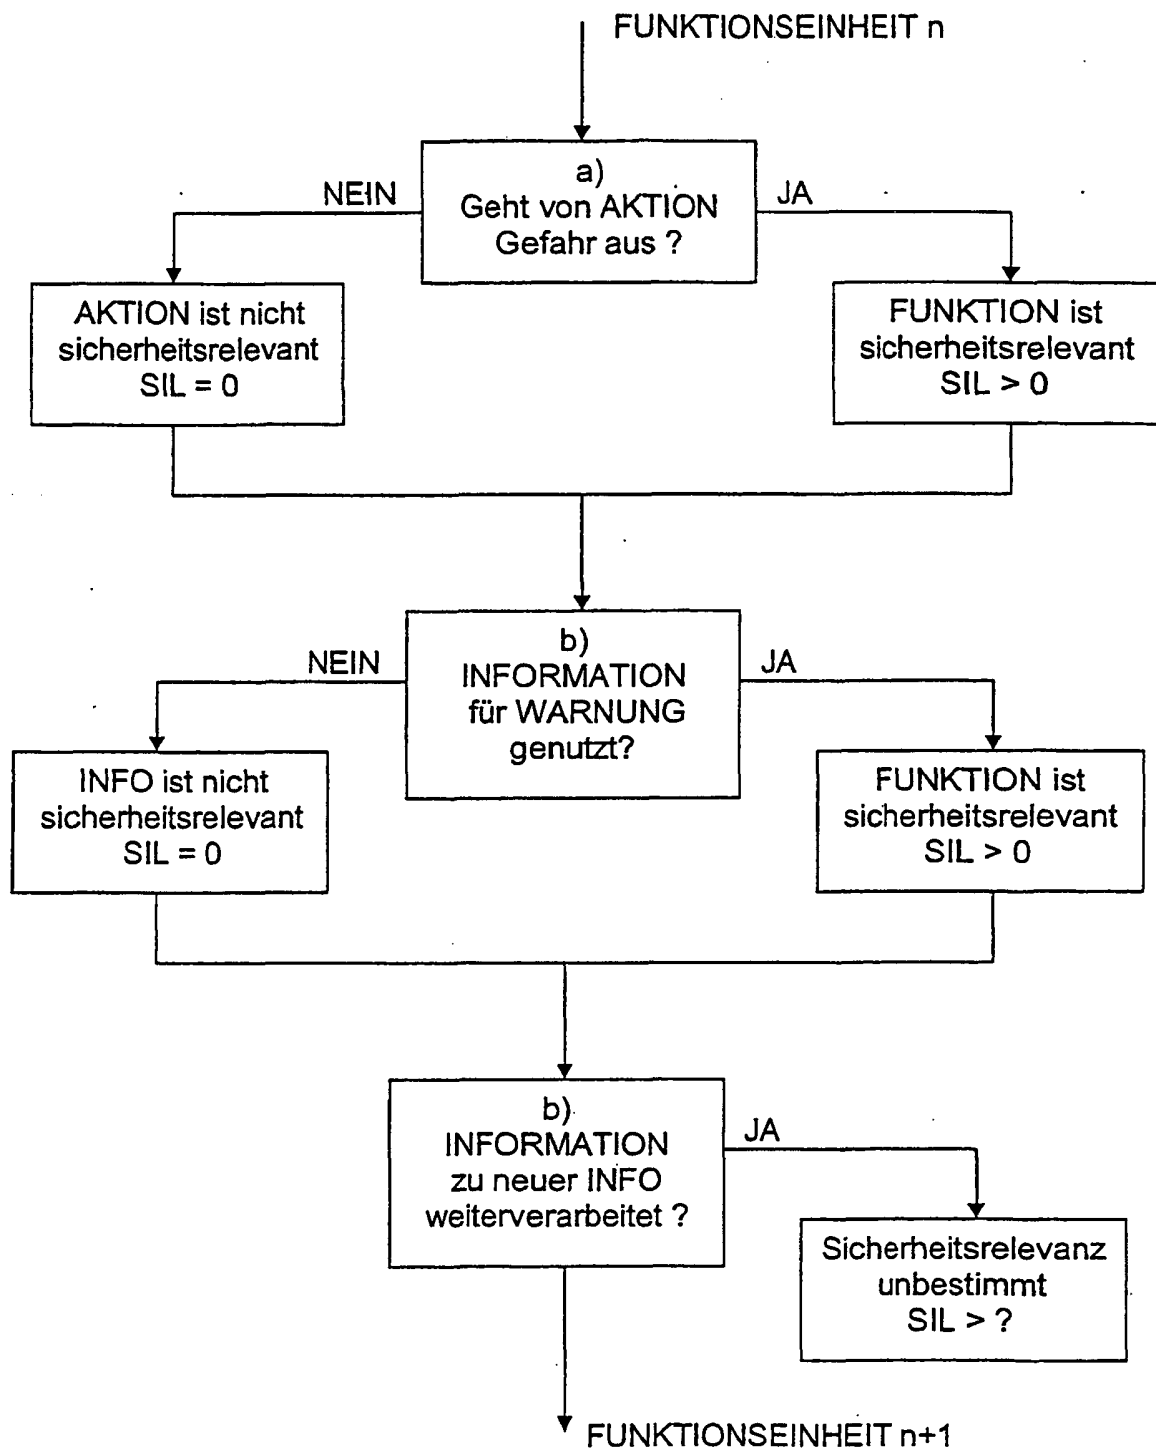 FUNKTIONSEINHEIT n
a)
Geht von AKTION
Gefahr aus ?
NEIN
JA
AKTION ist nicht
sicherheitsrelevant
SIL = 0
FUNKTION ist
sicherheitsrelevant
SIL > 0
b)
INFORMATION
für WARNUNG
genutzt?
NEIN
JA
INFO ist nicht
sicherheitsrelevant
SIL = 0
FUNKTION ist
sicherheitsrelevant
SIL > 0
b)
INFORMATION
zu neuer INFO
weiterverarbeitet ?
JA
Sicherheitsrelevanz
unbestimmt
SIL > ?
FUNKTIONSEINHEIT n+1